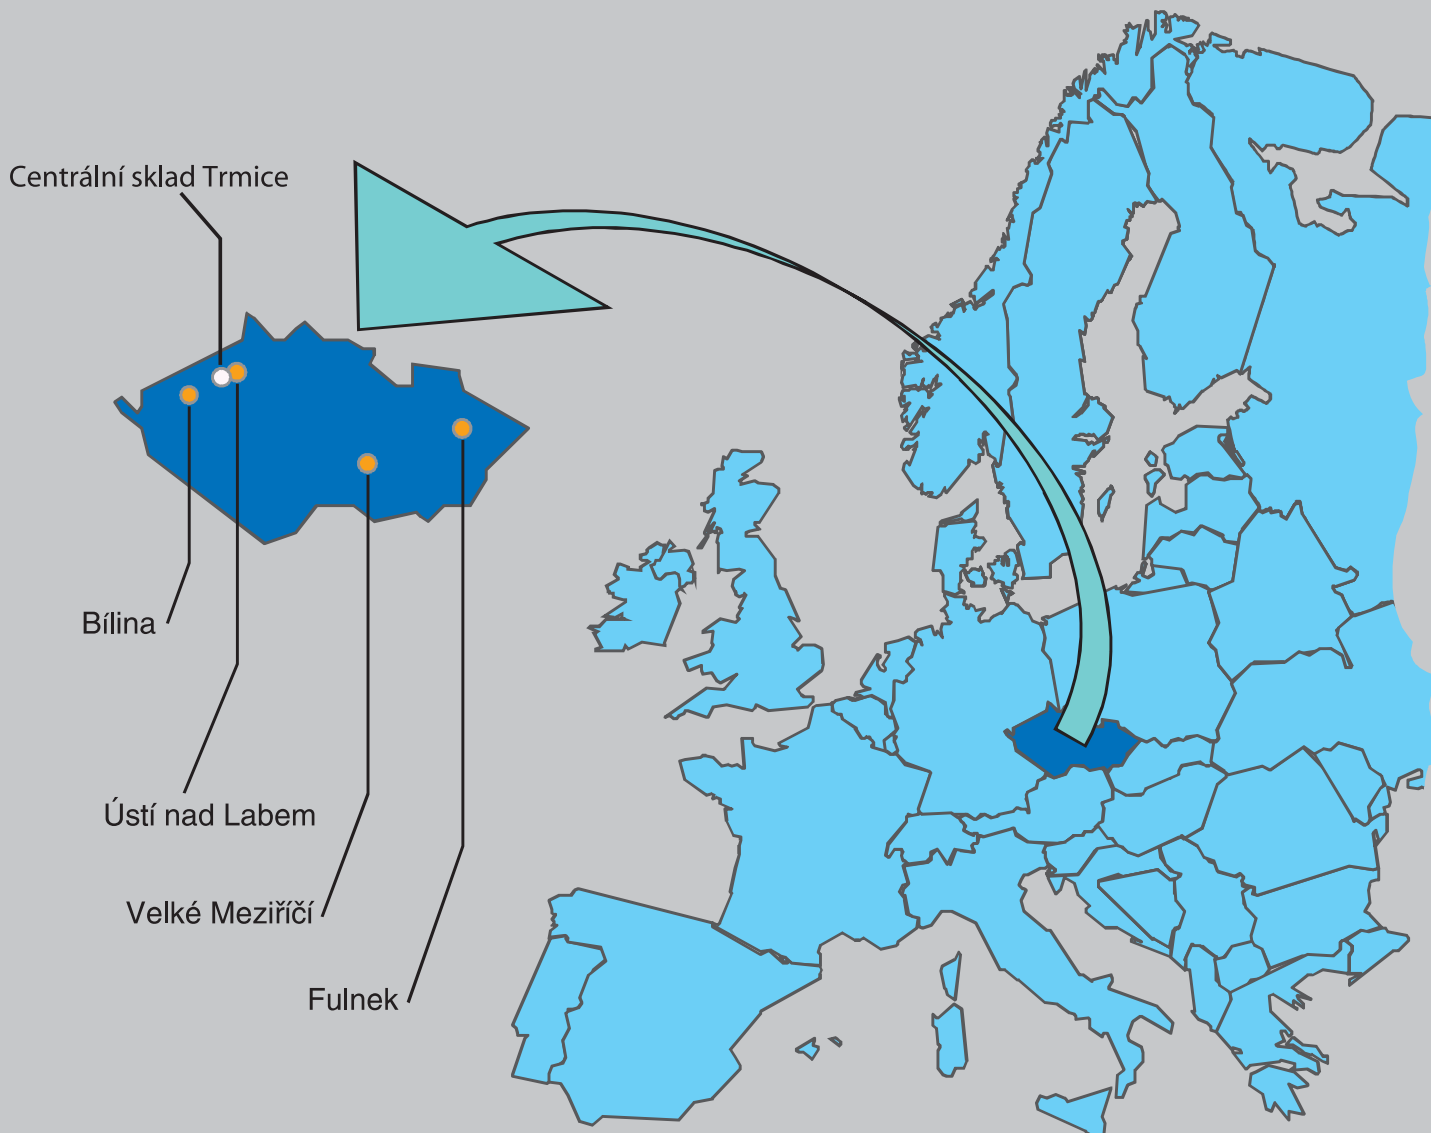 Centrální sklad Trmice
Bílina
Ústí nad Labem
Velké Meziříčí
Fulnek